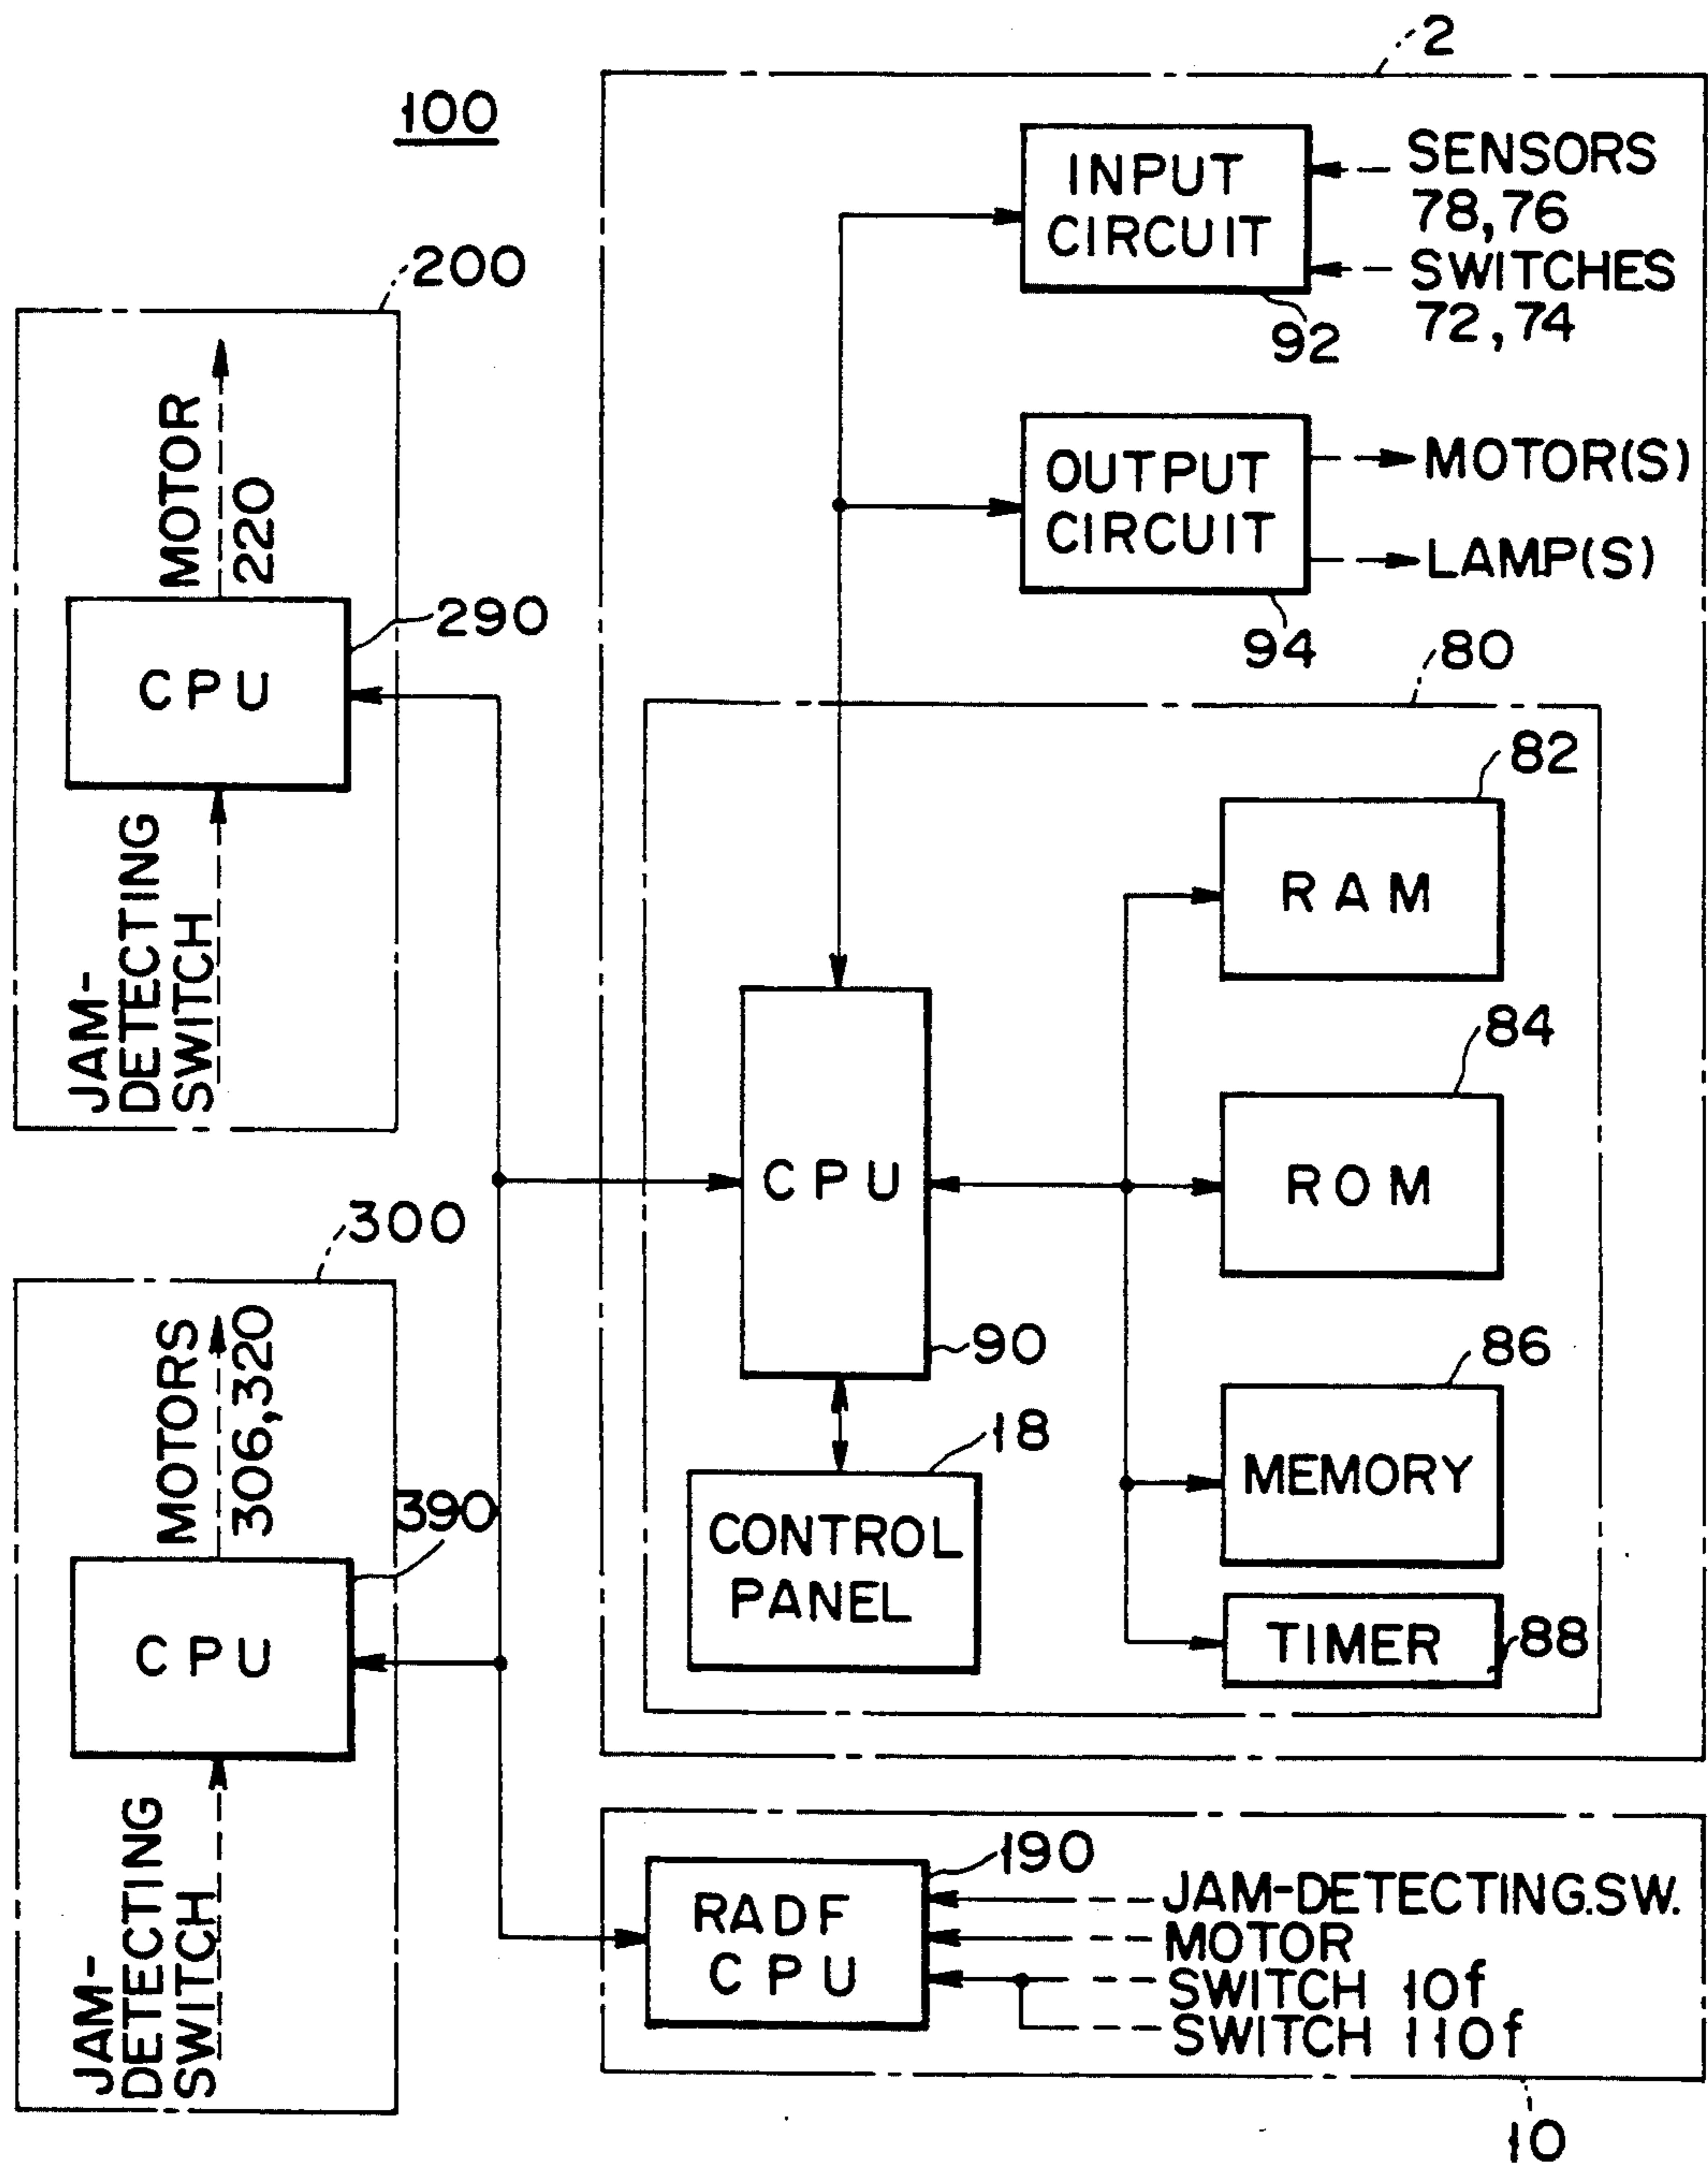 100
2
INPUT
CIRCUIT
92
SENSORS
78,76
SWITCHES
72,74
OUTPUT
CIRCUIT
94
MOTOR(S)
LAMP(S)
200
MOTOR
220
CPU
290
JAM-
DETECTING
SWITCH
80
82
RAM
84
ROM
CPU
90
86
MEMORY
18
CONTROL
PANEL
TIMER
88
300
MOTORS
306,320
390
CPU
JAM-
DETECTING
SWITCH
190
RADF
CPU
JAM-DETECTING.SW.
MOTOR
SWITCH 10f
SWITCH 110f
10